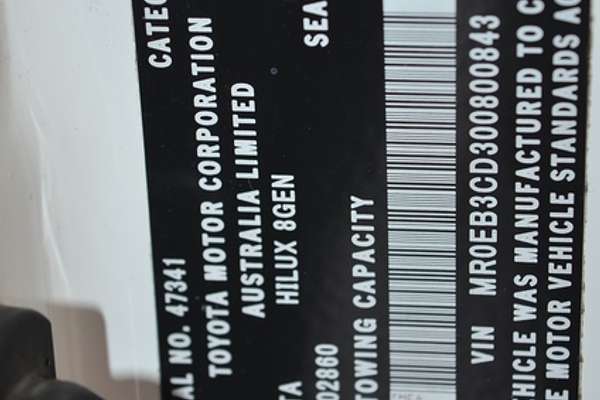 CATEG
AL NO. 47341
TOYOTA MOTOR CORPORATION
AUSTRALIA LIMITED
HILUX 8GEN
SEA
TA
02860
TOWING CAPACITY
VIN MR0EB3CD300800843
HICLE WAS MANUFACTURED TO C
E MOTOR VEHICLE STANDARDS AC